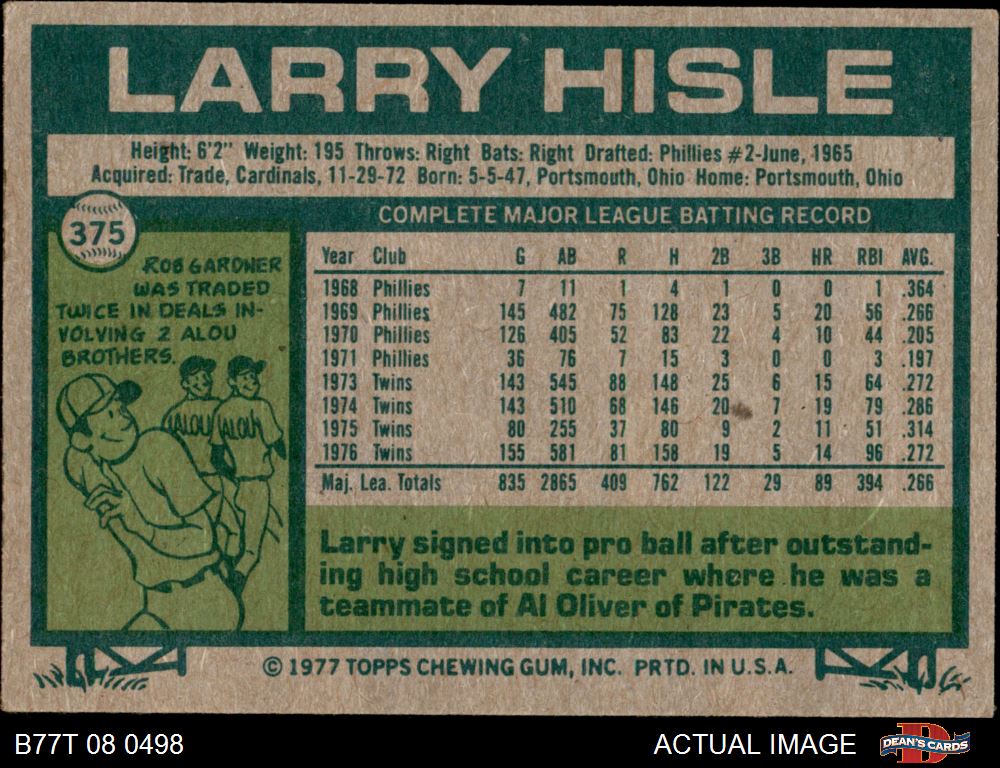 LARRY HISLE
Height: 6'2" Weight: 195 Throws: Right Bats: Right Drafted: Phillies #2-June, 1965
Acquired: Trade, Cardinals, 11-29-72 Born: 5-5-47, Portsmouth, Ohio Home: Portsmouth, Ohio
375
ROB GARDNER
WAS TRADED
TWICE IN DEALS IN-
VOLVING 2 ALOU
BROTHERS.
ALOU ALOU
COMPLETE MAJOR LEAGUE BATTING RECORD
Year Club G AB R H 2B 3B HR RBI AVG.
1968 Phillies 7 11 1 4 1 0 0 1 .364
1969 Phillies 145 482 75 128 23 5 20 56 .266
1970 Phillies 126 405 52 83 22 4 10 44 .205
1971 Phillies 36 76 7 15 3 0 0 3 .197
1973 Twins 143 545 88 148 25 6 15 64 .272
1974 Twins 143 510 68 146 20 7 19 79 .286
1975 Twins 80 255 37 80 9 2 11 51 .314
1976 Twins 155 581 81 158 19 5 14 96 .272
Maj. Lea. Totals 835 2865 409 762 122 29 89 394 .266
Larry signed into pro ball after outstand-
ing high school career where he was a
teammate of Al Oliver of Pirates.
© 1977 TOPPS CHEWING GUM, INC. PRTD. IN U.S.A.
B77T 08 0498
ACTUAL IMAGE
DEAN'S CARDS